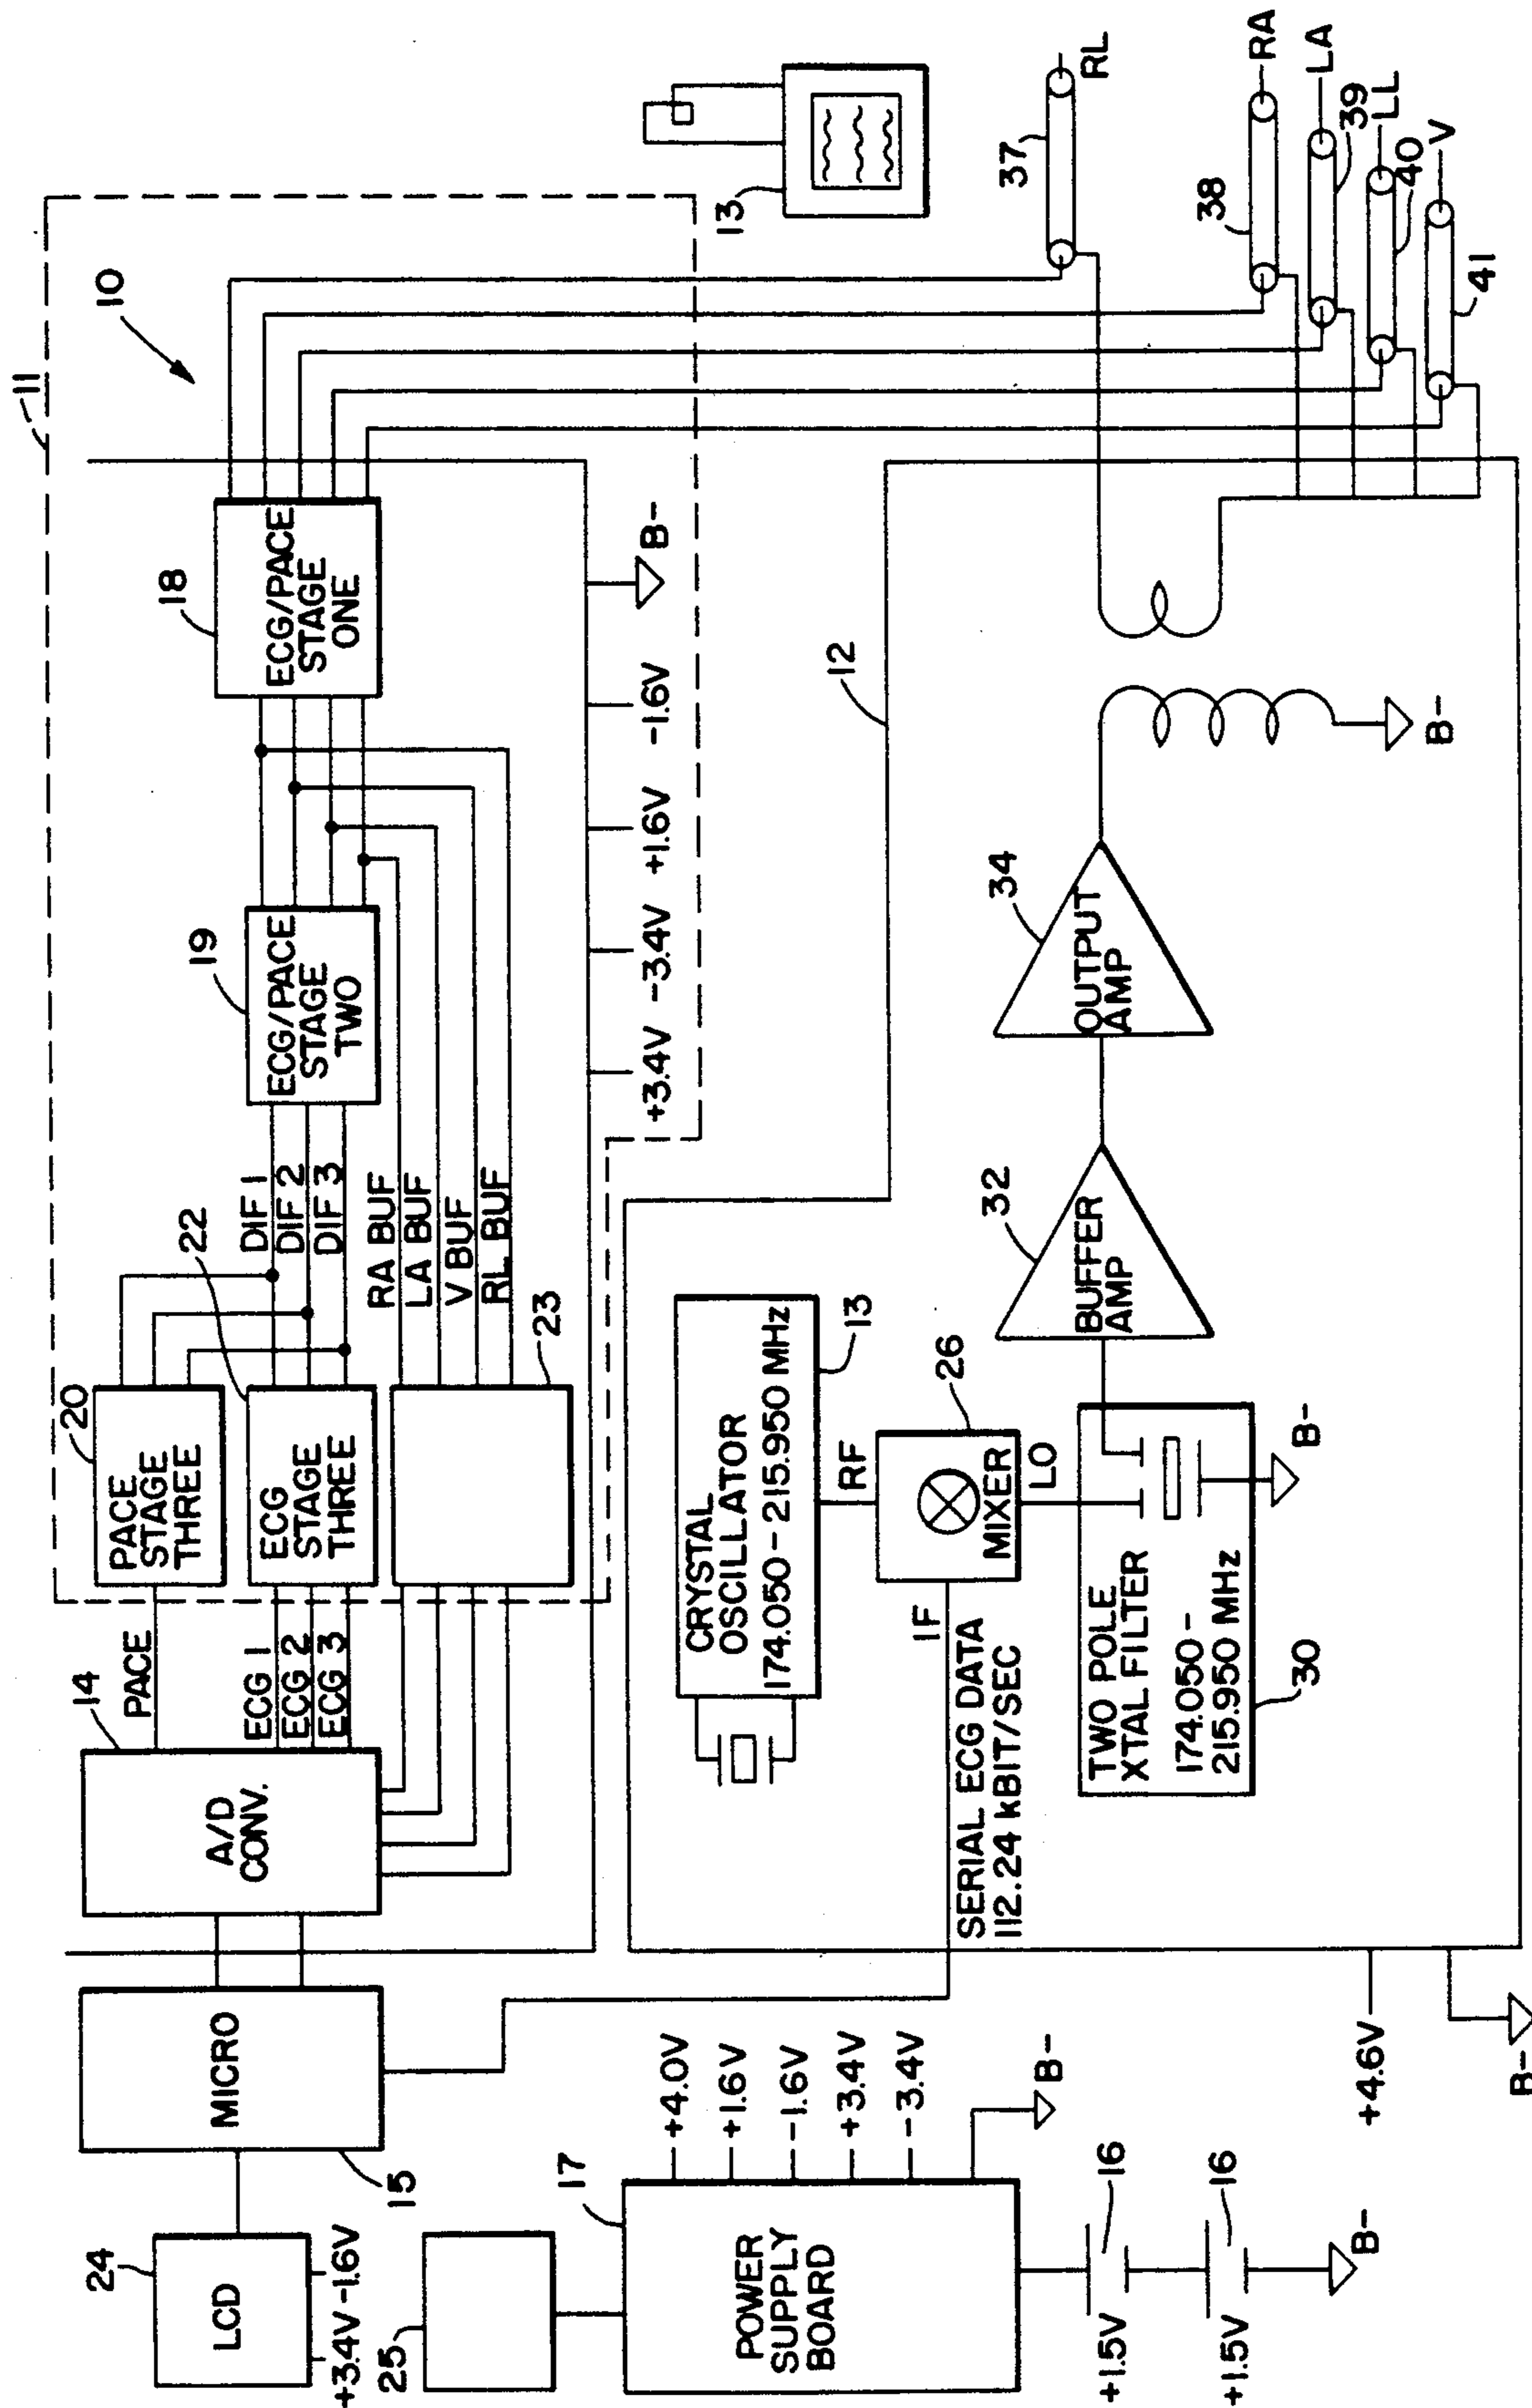 11
10
24
LCD
+3.4V -1.6V
MICRO
15
14
A/D
CONV.
PACE
ECG 1
ECG 2
ECG 3
20
PACE
STAGE
THREE
22
ECG
STAGE
THREE
23
DIF 1
DIF 2
DIF 3
RA BUF
LA BUF
V BUF
RL BUF
19
ECG/PACE
STAGE
TWO
18
ECG/PACE
STAGE
ONE
+3.4V -3.4V +1.6V -1.6V B-
13
25
17
POWER
SUPPLY
BOARD
+4.0V
+1.6V
-1.6V
+3.4V
-3.4V
B-
+1.5V
16
+1.5V
16
B-
12
CRYSTAL
OSCILLATOR
174.050-215.950 MHz
13
RF
IF
26
MIXER
LO
SERIAL ECG DATA
112.24 kBIT/SEC
TWO POLE
XTAL FILTER
174.050-
215.950 MHz
30
B-
32
BUFFER
AMP
34
OUTPUT
AMP
B-
+4.6V
B-
37
RL
38
RA
LA
39
LL
40
V
41